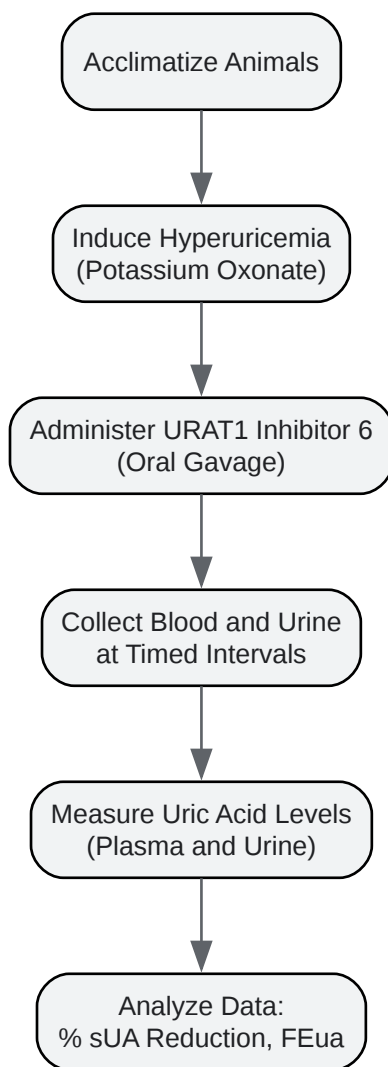 Acclimatize Animals
Induce Hyperuricemia
(Potassium Oxonate)
Administer URAT1 Inhibitor 6
(Oral Gavage)
Collect Blood and Urine
at Timed Intervals
Measure Uric Acid Levels
(Plasma and Urine)
Analyze Data:
% sUA Reduction, FEua